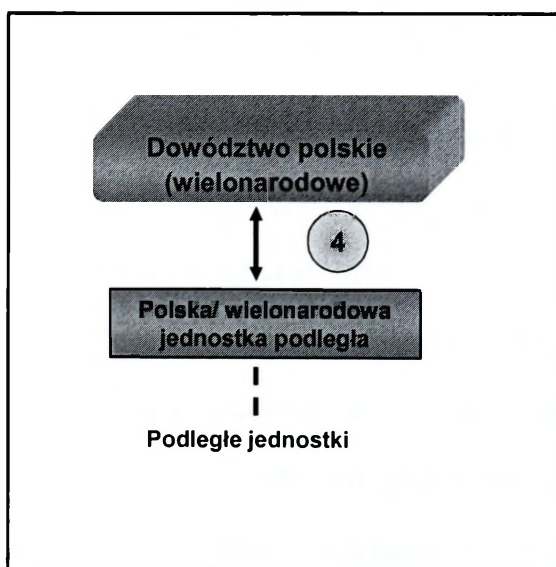 Dowództwo polskie
(wielonarodowe)
4
Polska/ wielonarodowa
jednostka podległa
Podległe jednostki